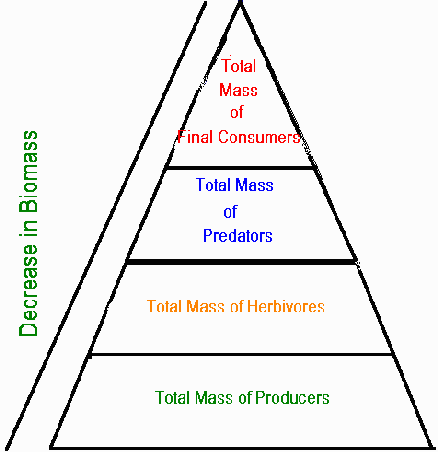 Total
Mass
of
Final Consumers
Total Mass
of
Predators
Total Mass of Herbivores
Total Mass of Producers
Decrease in Biomass